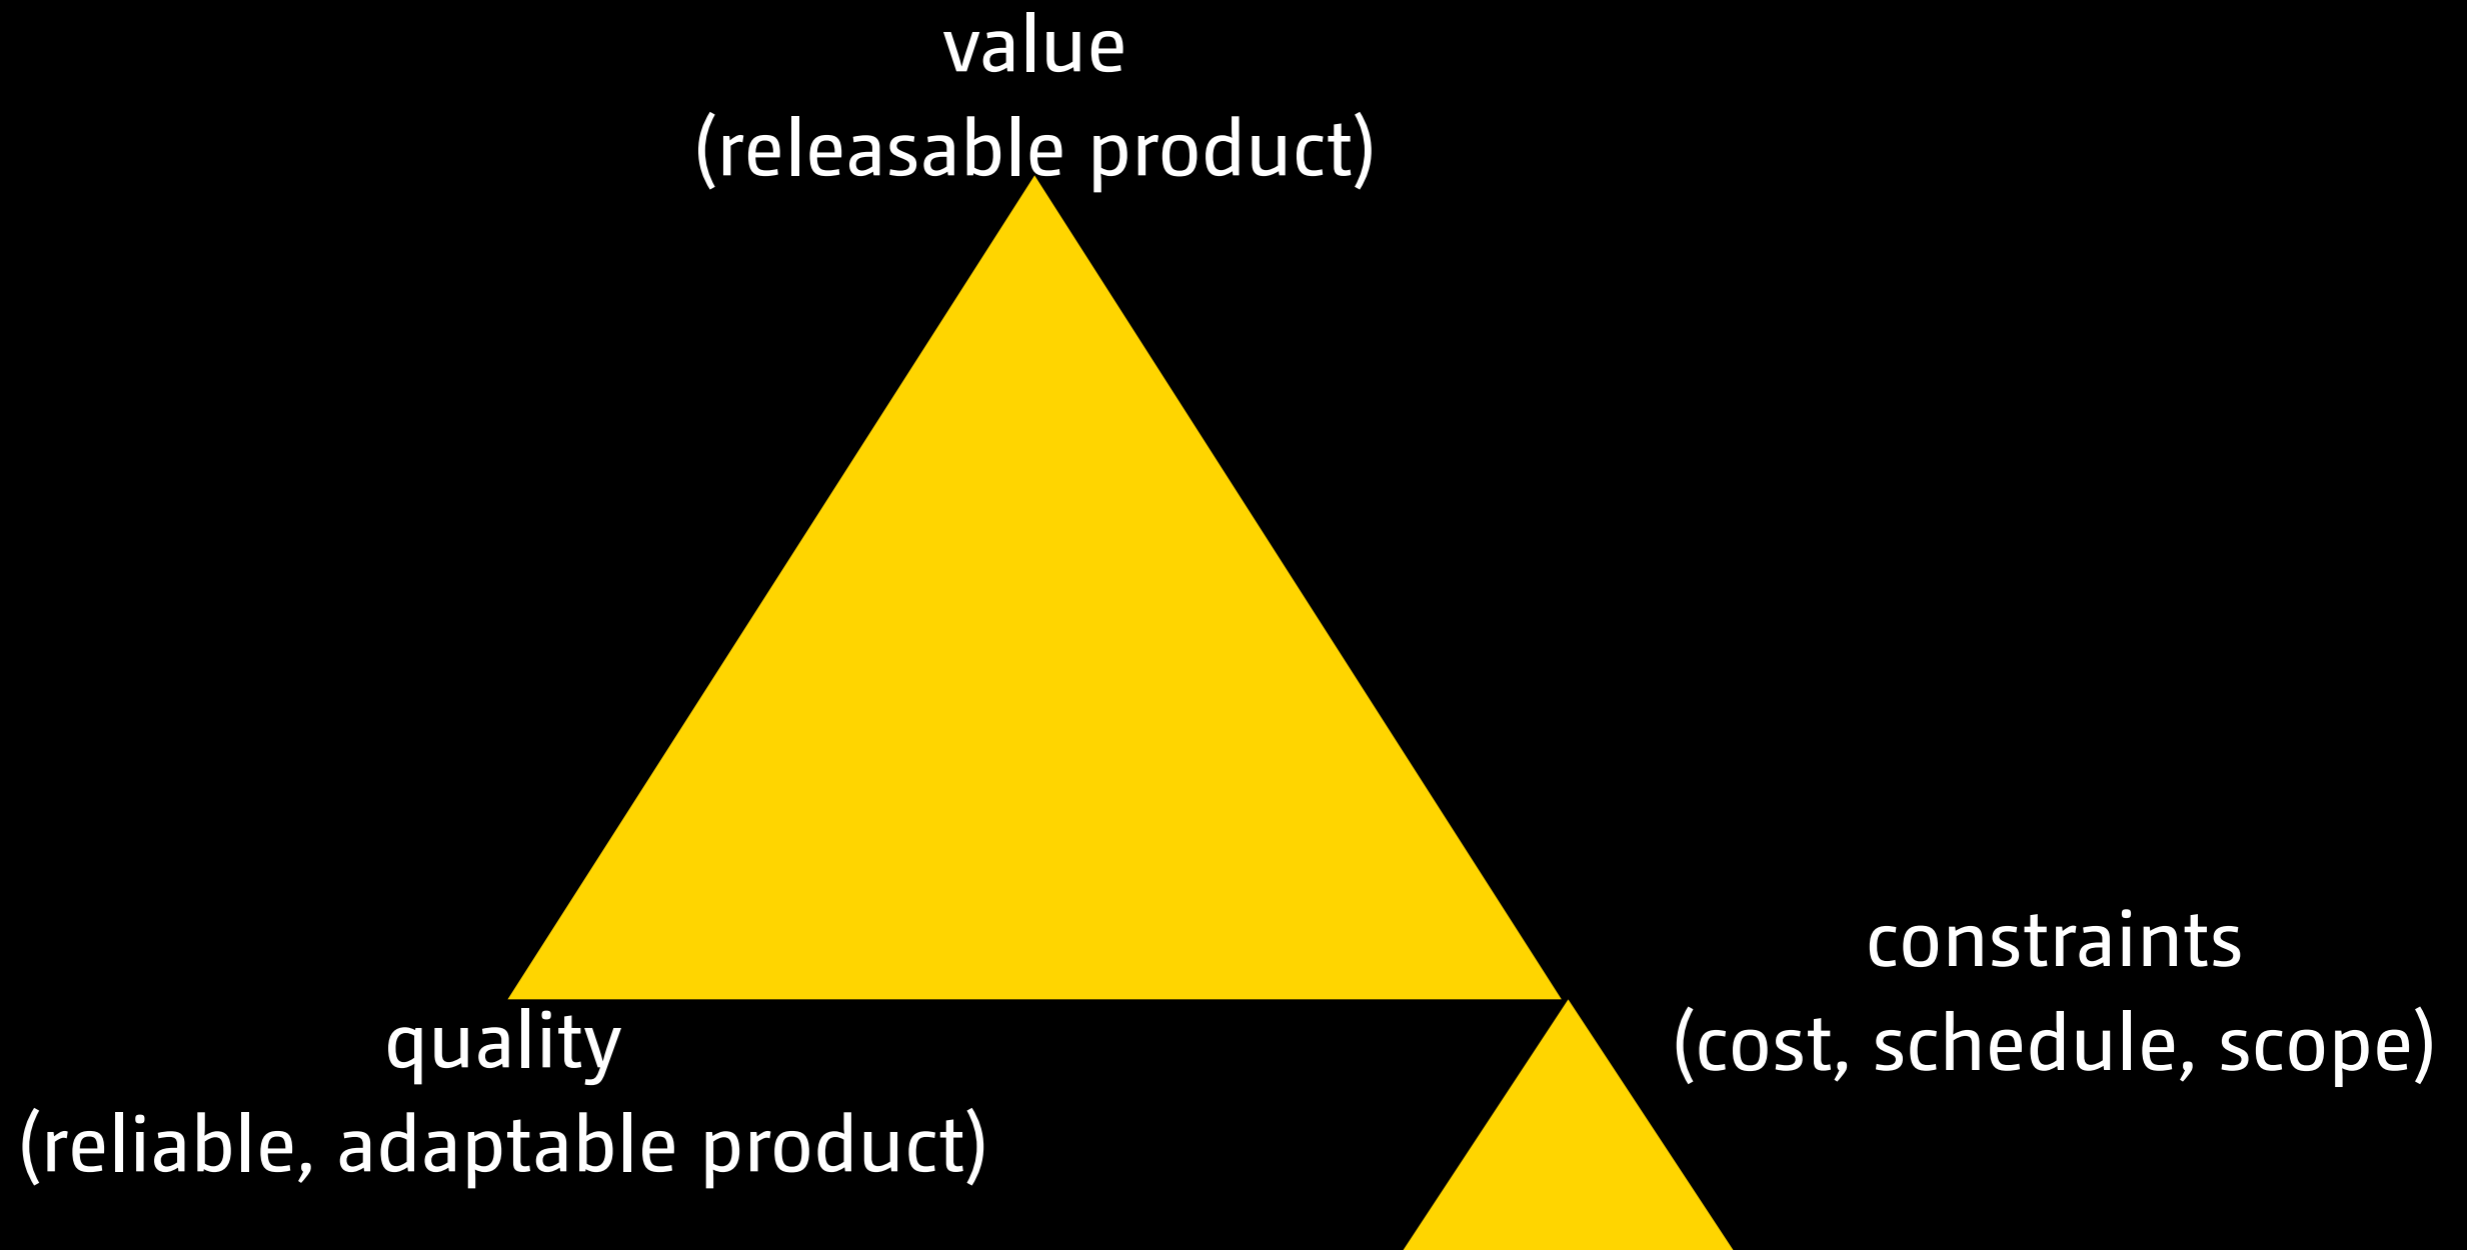 value
(releasable product)
constraints
(cost, schedule, scope)
quality
(reliable, adaptable product)